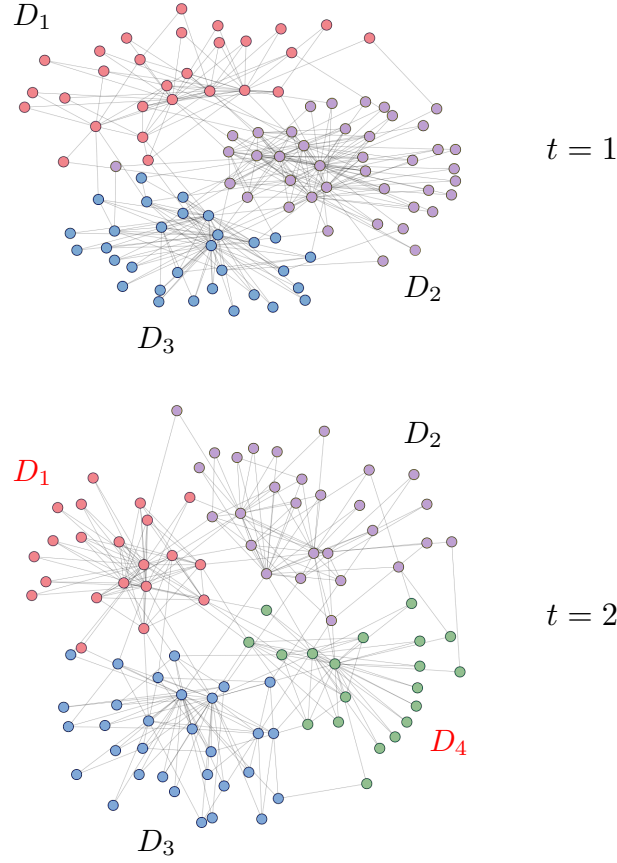 D₁
t = 1
D₂
D₃
D₂
D₁
t = 2
D₄
D₃